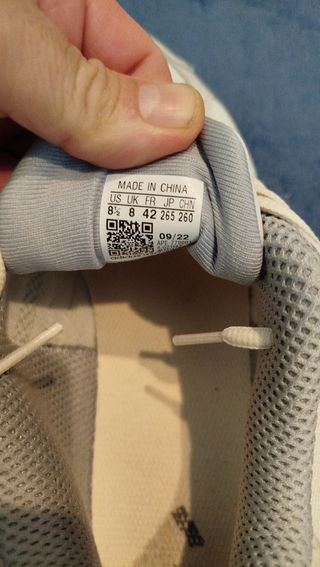 MADE IN CHINA
US UK FR JP CHN
8½ 8 42 265 260
09/22